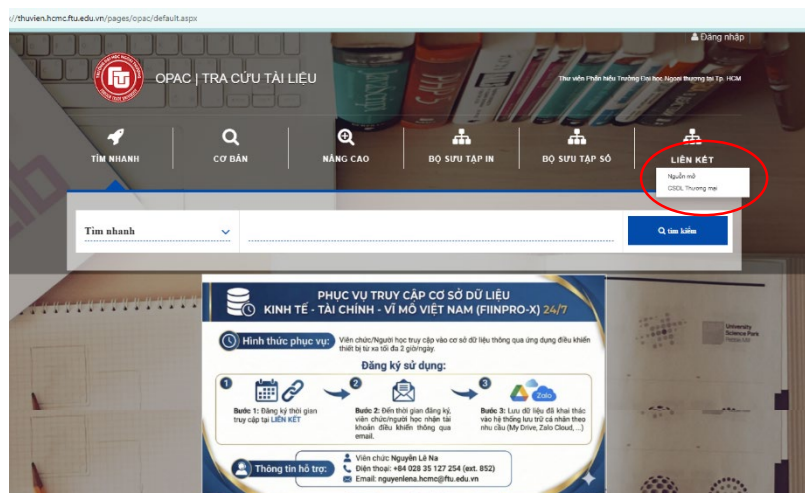 ://thuvien.hcmc.ftu.edu.vn/pages/opac/default.aspx
Đăng nhập
FTU
OPAC | TRA CỨU TÀI LIỆU
Thư viện Phân hiệu Trường Đại học Ngoại thương tại Tp. HCM
TÌM NHANH
CƠ BẢN
NÂNG CAO
BỘ SƯU TẬP IN
BỘ SƯU TẬP SỐ
LIÊN KẾT
Nguồn mở
CSDL Thương mại
Tìm nhanh
tìm kiếm
PHỤC VỤ TRUY CẬP CƠ SỞ DỮ LIỆU
KINH TẾ - TÀI CHÍNH - VĨ MÔ VIỆT NAM (FIINPRO-X) 24/7
Hình thức phục vụ:
Viên chức/Người học truy cập vào cơ sở dữ liệu thông qua ứng dụng điều khiển
thiết bị từ xa tối đa 2 giờ/ngày.
Đăng ký sử dụng:
1
2
3
Zalo
Bước 1: Đăng ký thời gian
truy cập tại LIÊN KẾT
Bước 2: Đến thời gian đăng ký,
viên chức/người học nhận tài
khoản điều khiển thông qua
email.
Bước 3: Lưu dữ liệu đã khai thác
vào hệ thống lưu trữ cá nhân theo
nhu cầu (My Drive, Zalo Cloud, ...)
Thông tin hỗ trợ:
Viên chức Nguyễn Lê Na
Điện thoại: +84 028 35 127 254 (ext. 852)
Email: nguyenlena.hcmc@ftu.edu.vn
University
Science Park